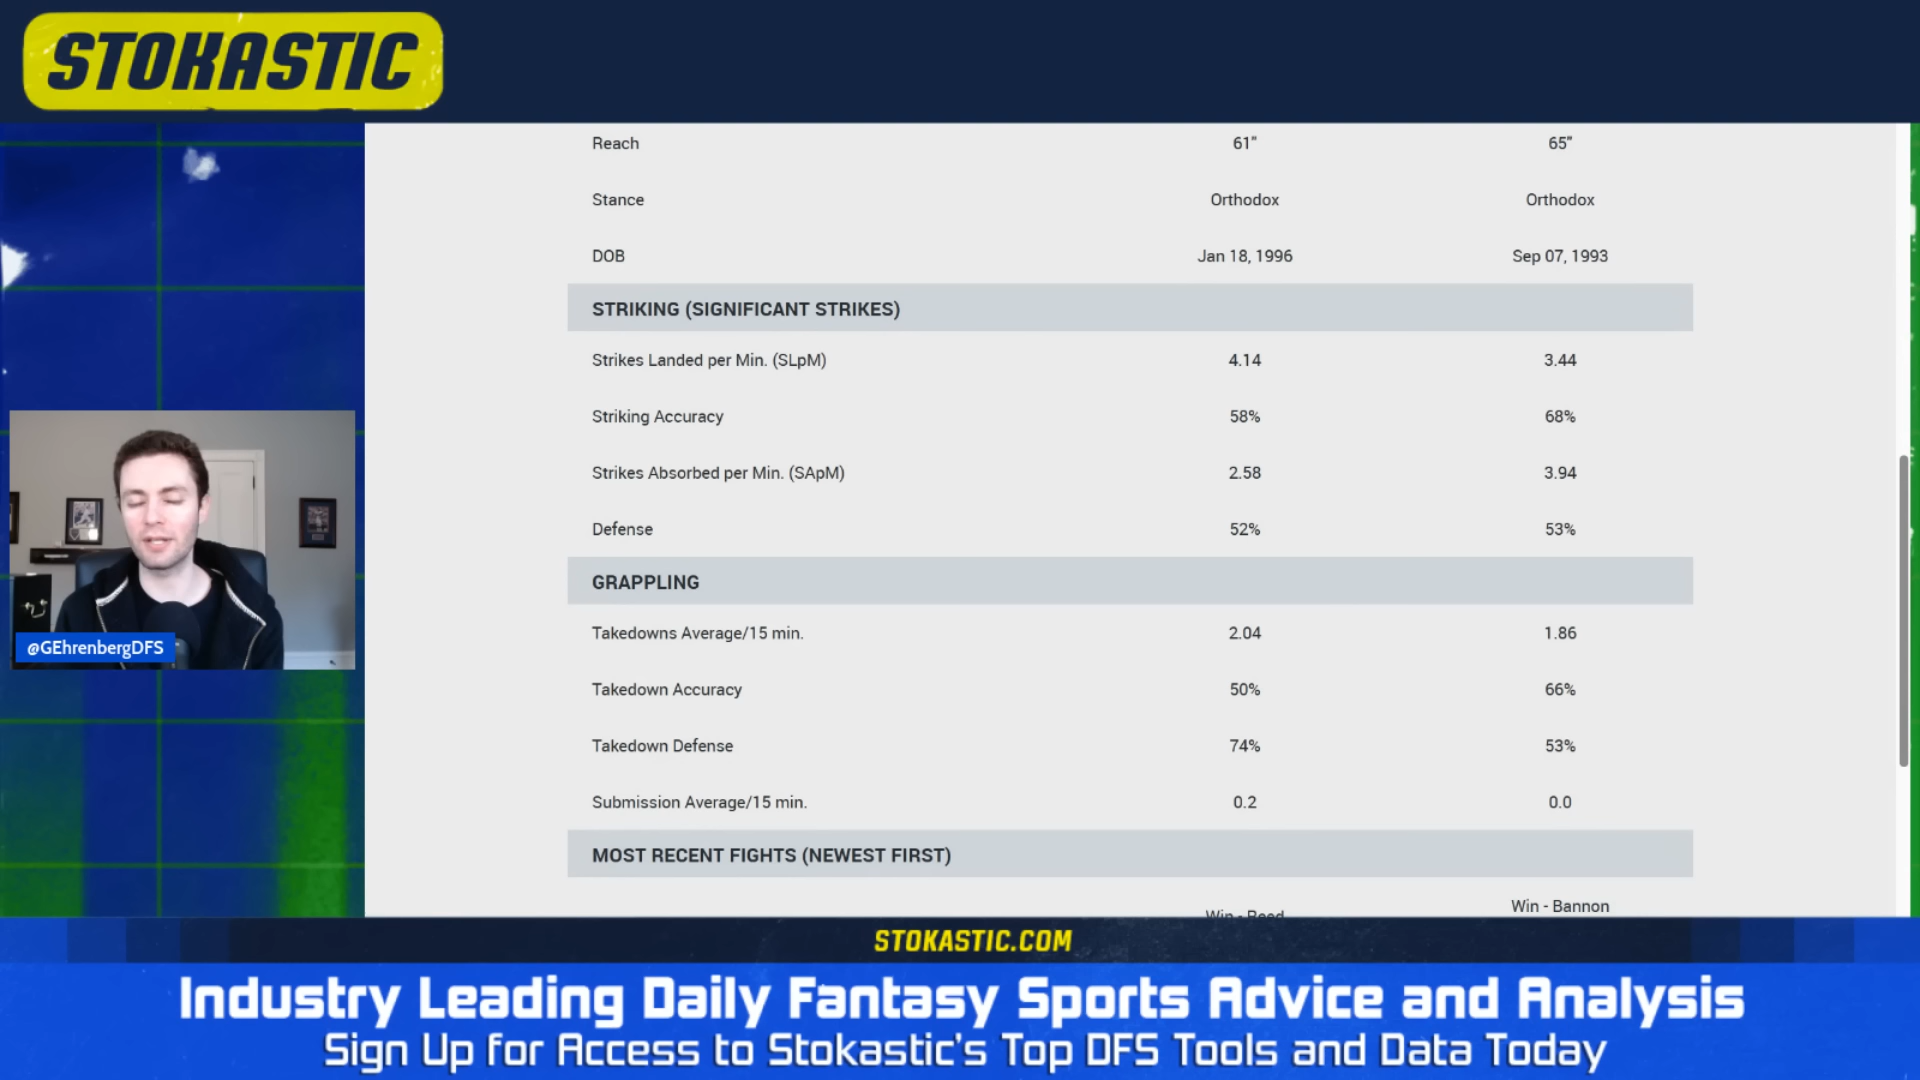 STOKASTIC
Reach 61" 65"
Stance Orthodox Orthodox
DOB Jan 18, 1996 Sep 07, 1993
STRIKING (SIGNIFICANT STRIKES)
Strikes Landed per Min. (SLpM) 4.14 3.44
Striking Accuracy 58% 68%
Strikes Absorbed per Min. (SApM) 2.58 3.94
Defense 52% 53%
GRAPPLING
Takedowns Average/15 min. 2.04 1.86
Takedown Accuracy 50% 66%
Takedown Defense 74% 53%
Submission Average/15 min. 0.2 0.0
MOST RECENT FIGHTS (NEWEST FIRST)
Win - Reed Win - Bannon
@GEhrenbergDFS
STOKASTIC.COM
Industry Leading Daily Fantasy Sports Advice and Analysis
Sign Up for Access to Stokastic's Top DFS Tools and Data Today